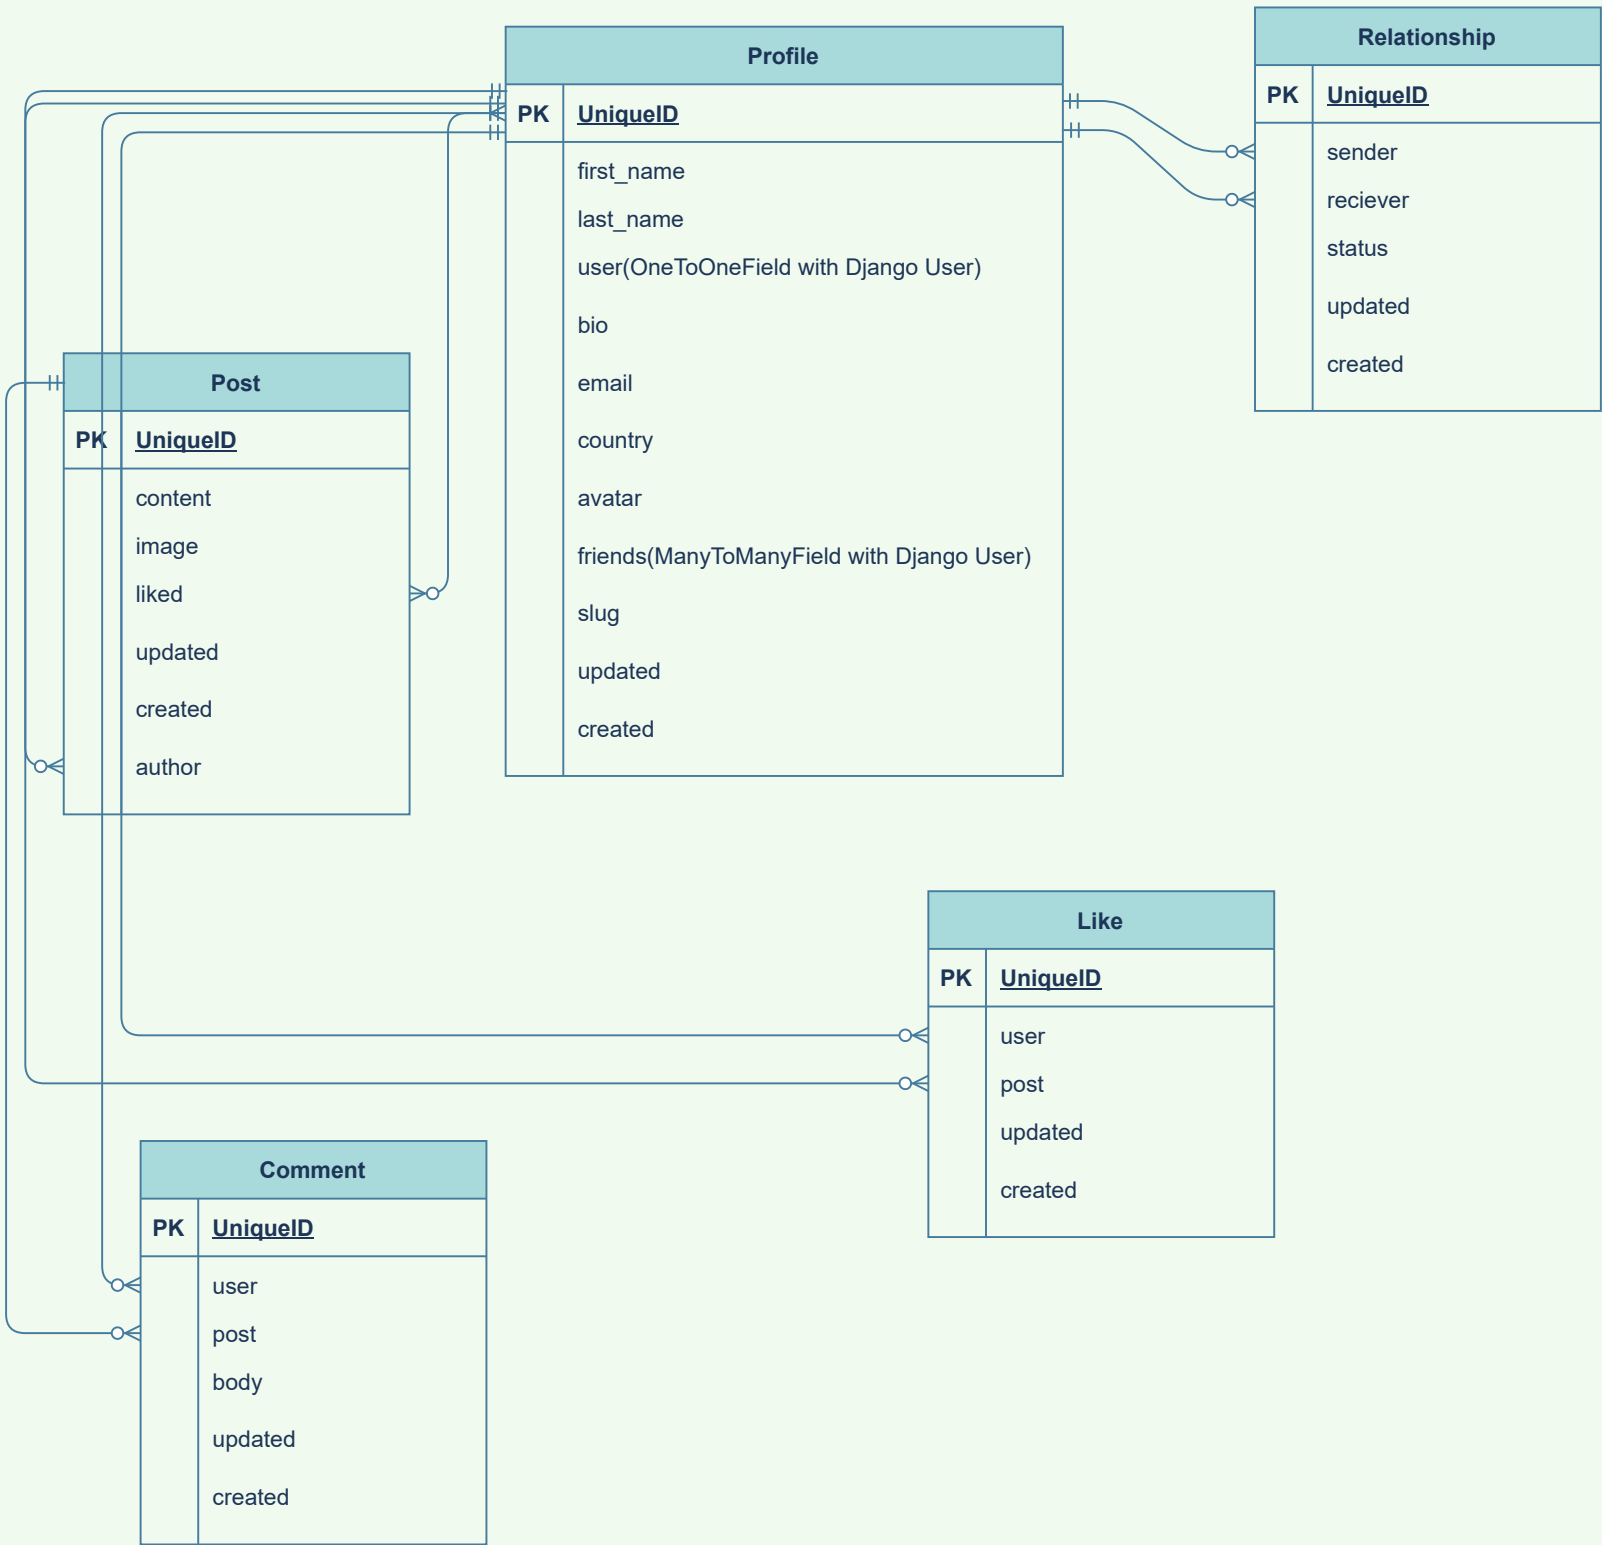 Profile
PK UniqueID
first_name
last_name
user(OneToOneField with Django User)
bio
email
country
avatar
friends(ManyToManyField with Django User)
slug
updated
created
Relationship
PK UniqueID
sender
reciever
status
updated
created
Post
PK UniqueID
content
image
liked
updated
created
author
Like
PK UniqueID
user
post
updated
created
Comment
PK UniqueID
user
post
body
updated
created